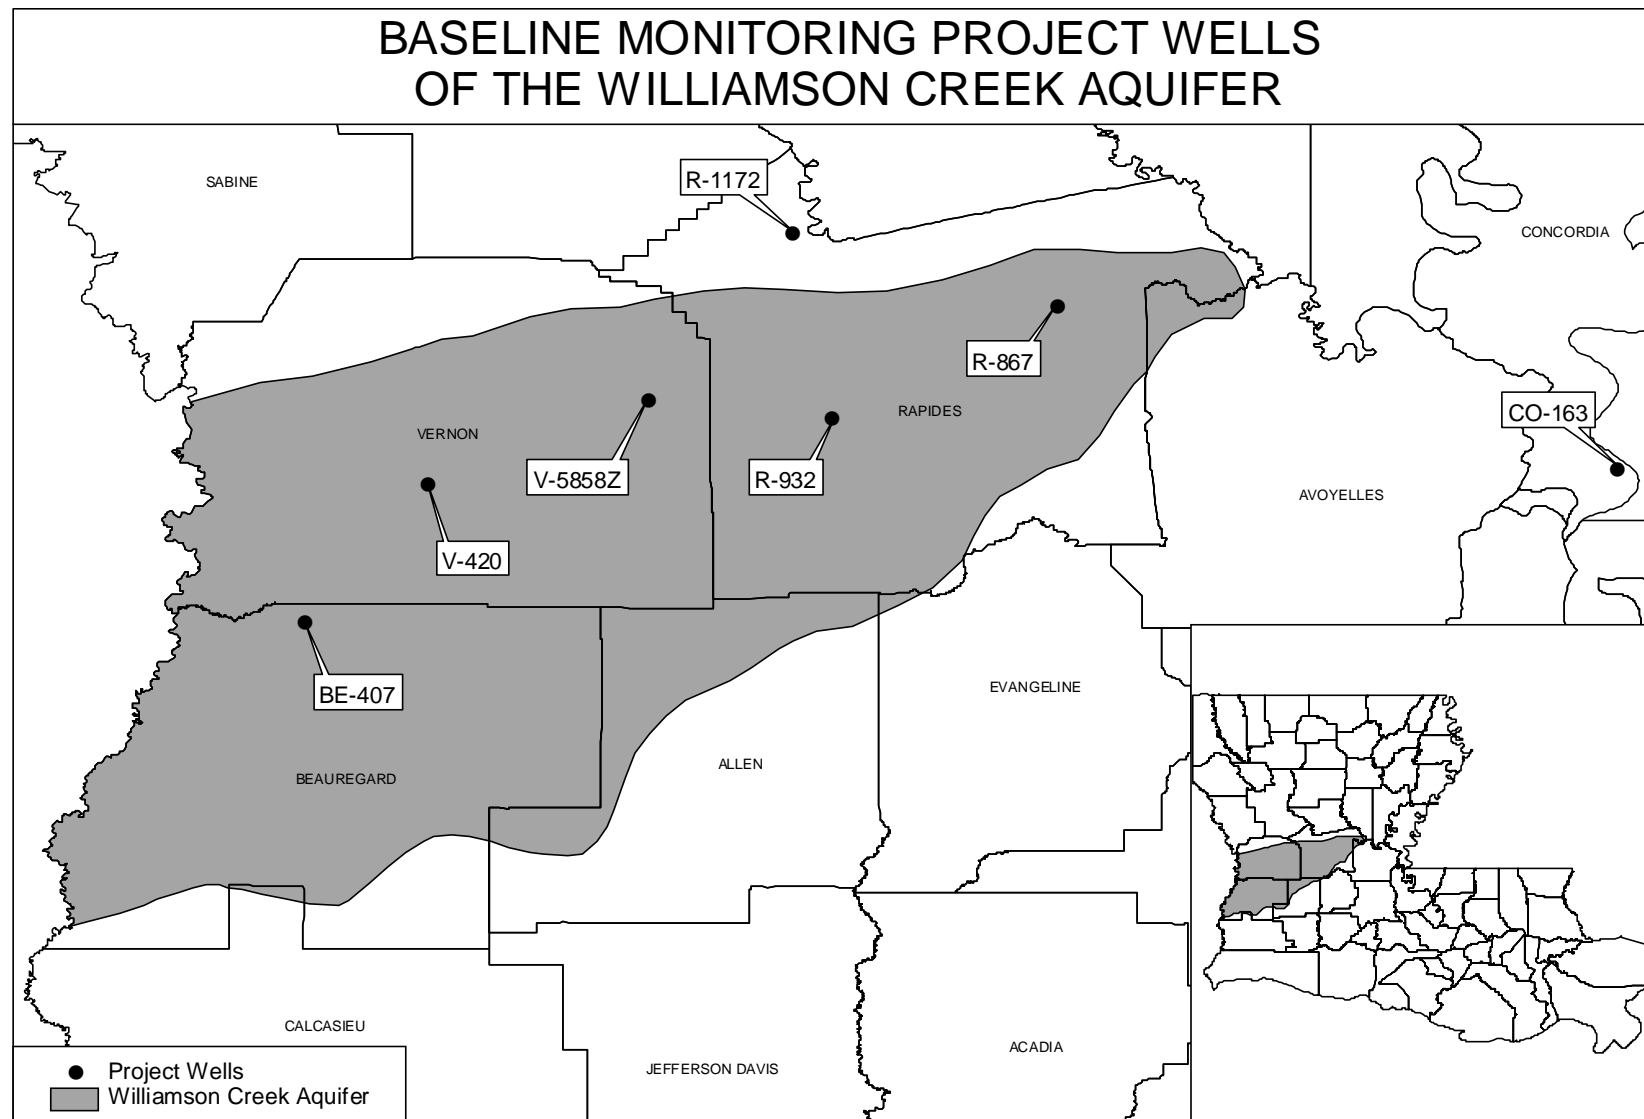 BASELINE MONITORING PROJECT WELLS
OF THE WILLIAMSON CREEK AQUIFER
SABINE
R-1172
CONCORDIA
R-867
RAPIDES
CO-163
VERNON
V-5858Z
R-932
AVOYELLES
V-420
BE-407
EVANGELINE
ALLEN
BEAUREGARD
CALCASIEU
ACADIA
JEFFERSON DAVIS
Project Wells
Williamson Creek Aquifer